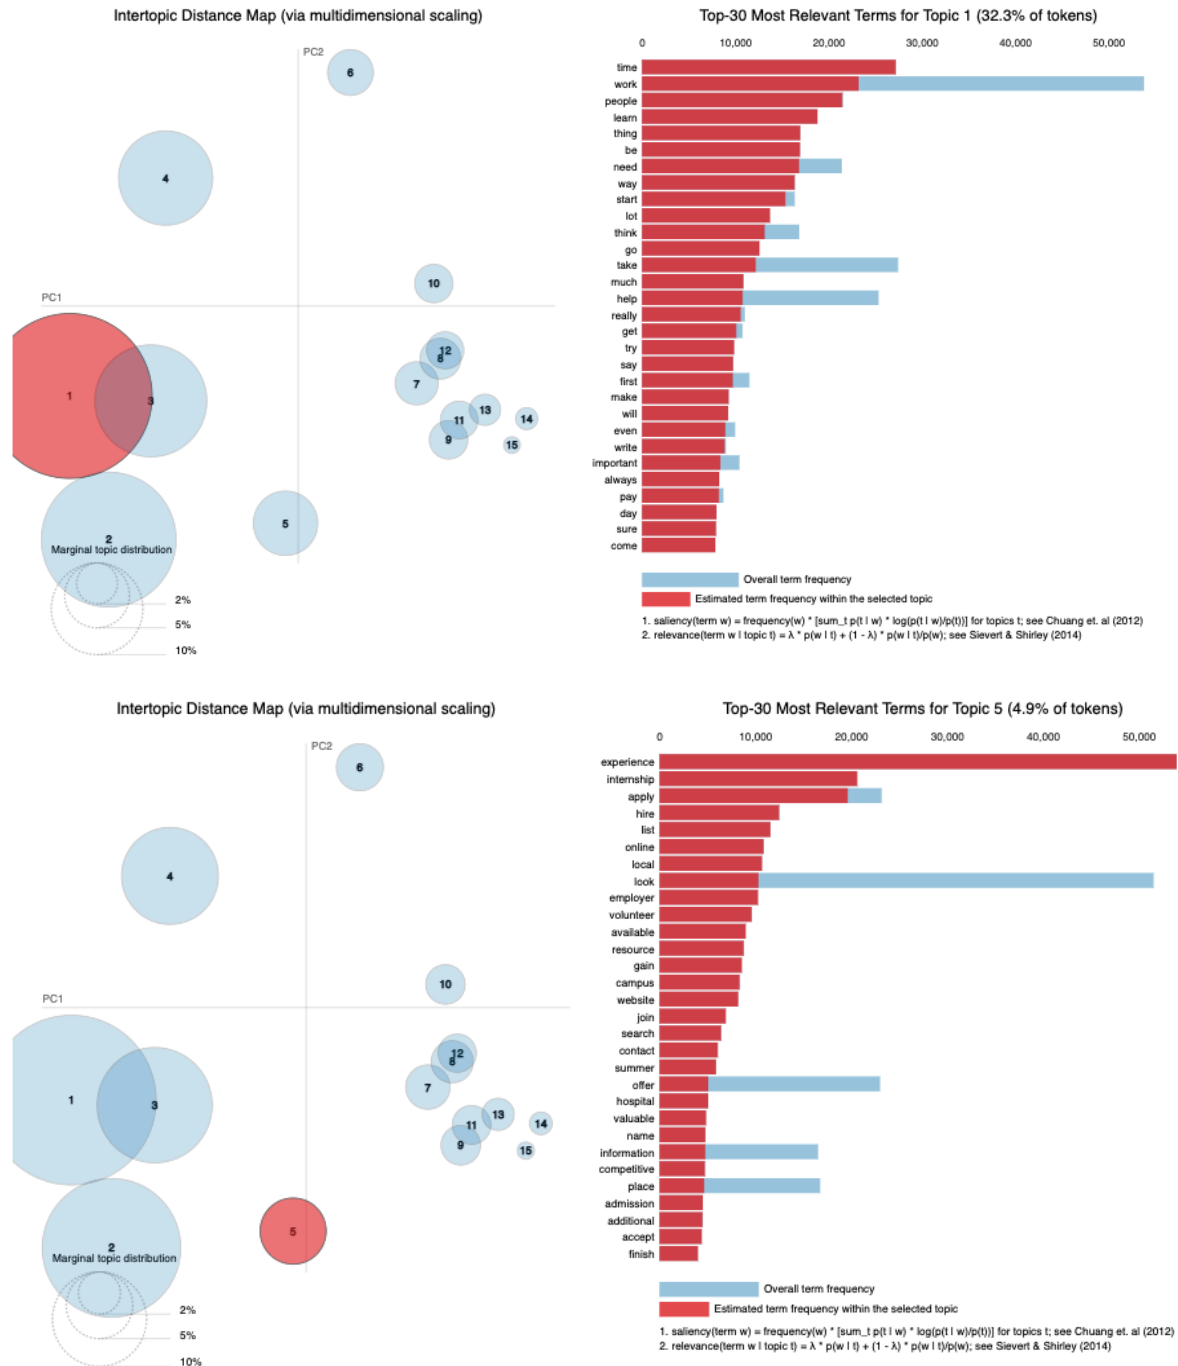 Intertopic Distance Map (via multidimensional scaling)
PC2
6
4
10
PC1
12
8
7
1
3
13
11
14
9
15
5
2
Marginal topic distribution
2%
5%
10%
Top-30 Most Relevant Terms for Topic 1 (32.3% of tokens)
0 10,000 20,000 30,000 40,000 50,000
time
work
people
learn
thing
be
need
way
start
lot
think
go
take
much
help
really
get
try
say
first
make
will
even
write
important
always
pay
day
sure
come
Overall term frequency
Estimated term frequency within the selected topic
1. saliency(term w) = frequency(w) * [sum_t p(t | w) * log(p(t | w)/p(t))] for topics t; see Chuang et. al (2012)
2. relevance(term w | topic t) = λ * p(w | t) + (1 - λ) * p(w | t)/p(w); see Sievert & Shirley (2014)
Intertopic Distance Map (via multidimensional scaling)
PC2
6
4
10
PC1
12
8
7
1
3
13
11
14
9
15
5
2
Marginal topic distribution
2%
5%
10%
Top-30 Most Relevant Terms for Topic 5 (4.9% of tokens)
0 10,000 20,000 30,000 40,000 50,000
experience
internship
apply
hire
list
online
local
look
employer
volunteer
available
resource
gain
campus
website
join
search
contact
summer
offer
hospital
valuable
name
information
competitive
place
admission
additional
accept
finish
Overall term frequency
Estimated term frequency within the selected topic
1. saliency(term w) = frequency(w) * [sum_t p(t | w) * log(p(t | w)/p(t))] for topics t; see Chuang et. al (2012)
2. relevance(term w | topic t) = λ * p(w | t) + (1 - λ) * p(w | t)/p(w); see Sievert & Shirley (2014)